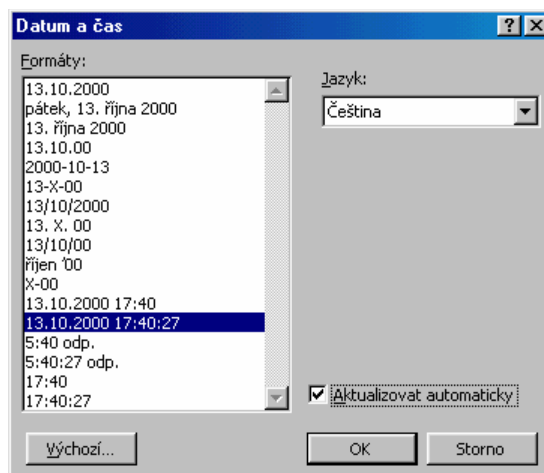 Datum a čas
Formáty:
13.10.2000
pátek, 13. října 2000
13. října 2000
13.10.00
2000-10-13
13-X-00
13/10/2000
13. X. 00
13/10/00
říjen '00
X-00
13.10.2000 17:40
13.10.2000 17:40:27
5:40 odp.
5:40:27 odp.
17:40
17:40:27
Jazyk:
Čeština
Aktualizovat automaticky
Výchozí...
OK
Storno